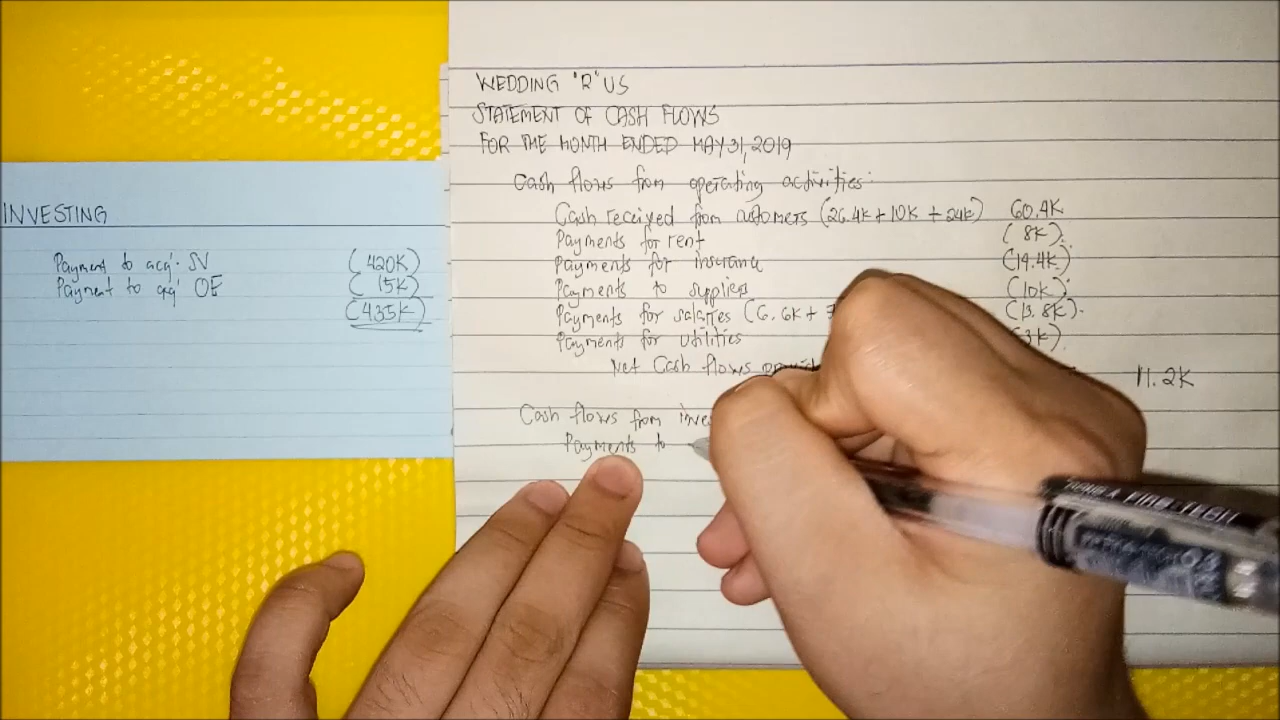 INVESTING
Payment to acq. SV (420K)
Payment to acq. OE (15K)
(435K)
WEDDING "R" US
STATEMENT OF CASH FLOWS
FOR THE MONTH ENDED MAY 31, 2019
Cash flows from operating activities:
Cash received from customers (26.4K + 10K + 24K) 60.4K
Payments for rent (8K)
Payments for insurance (14.4K)
Payments to suppliers (10K)
Payments for salaries (6.6K + (13.8K)
Payments for utilities (3K)
Net Cash flows 11.2K
Cash flows from
Payments to